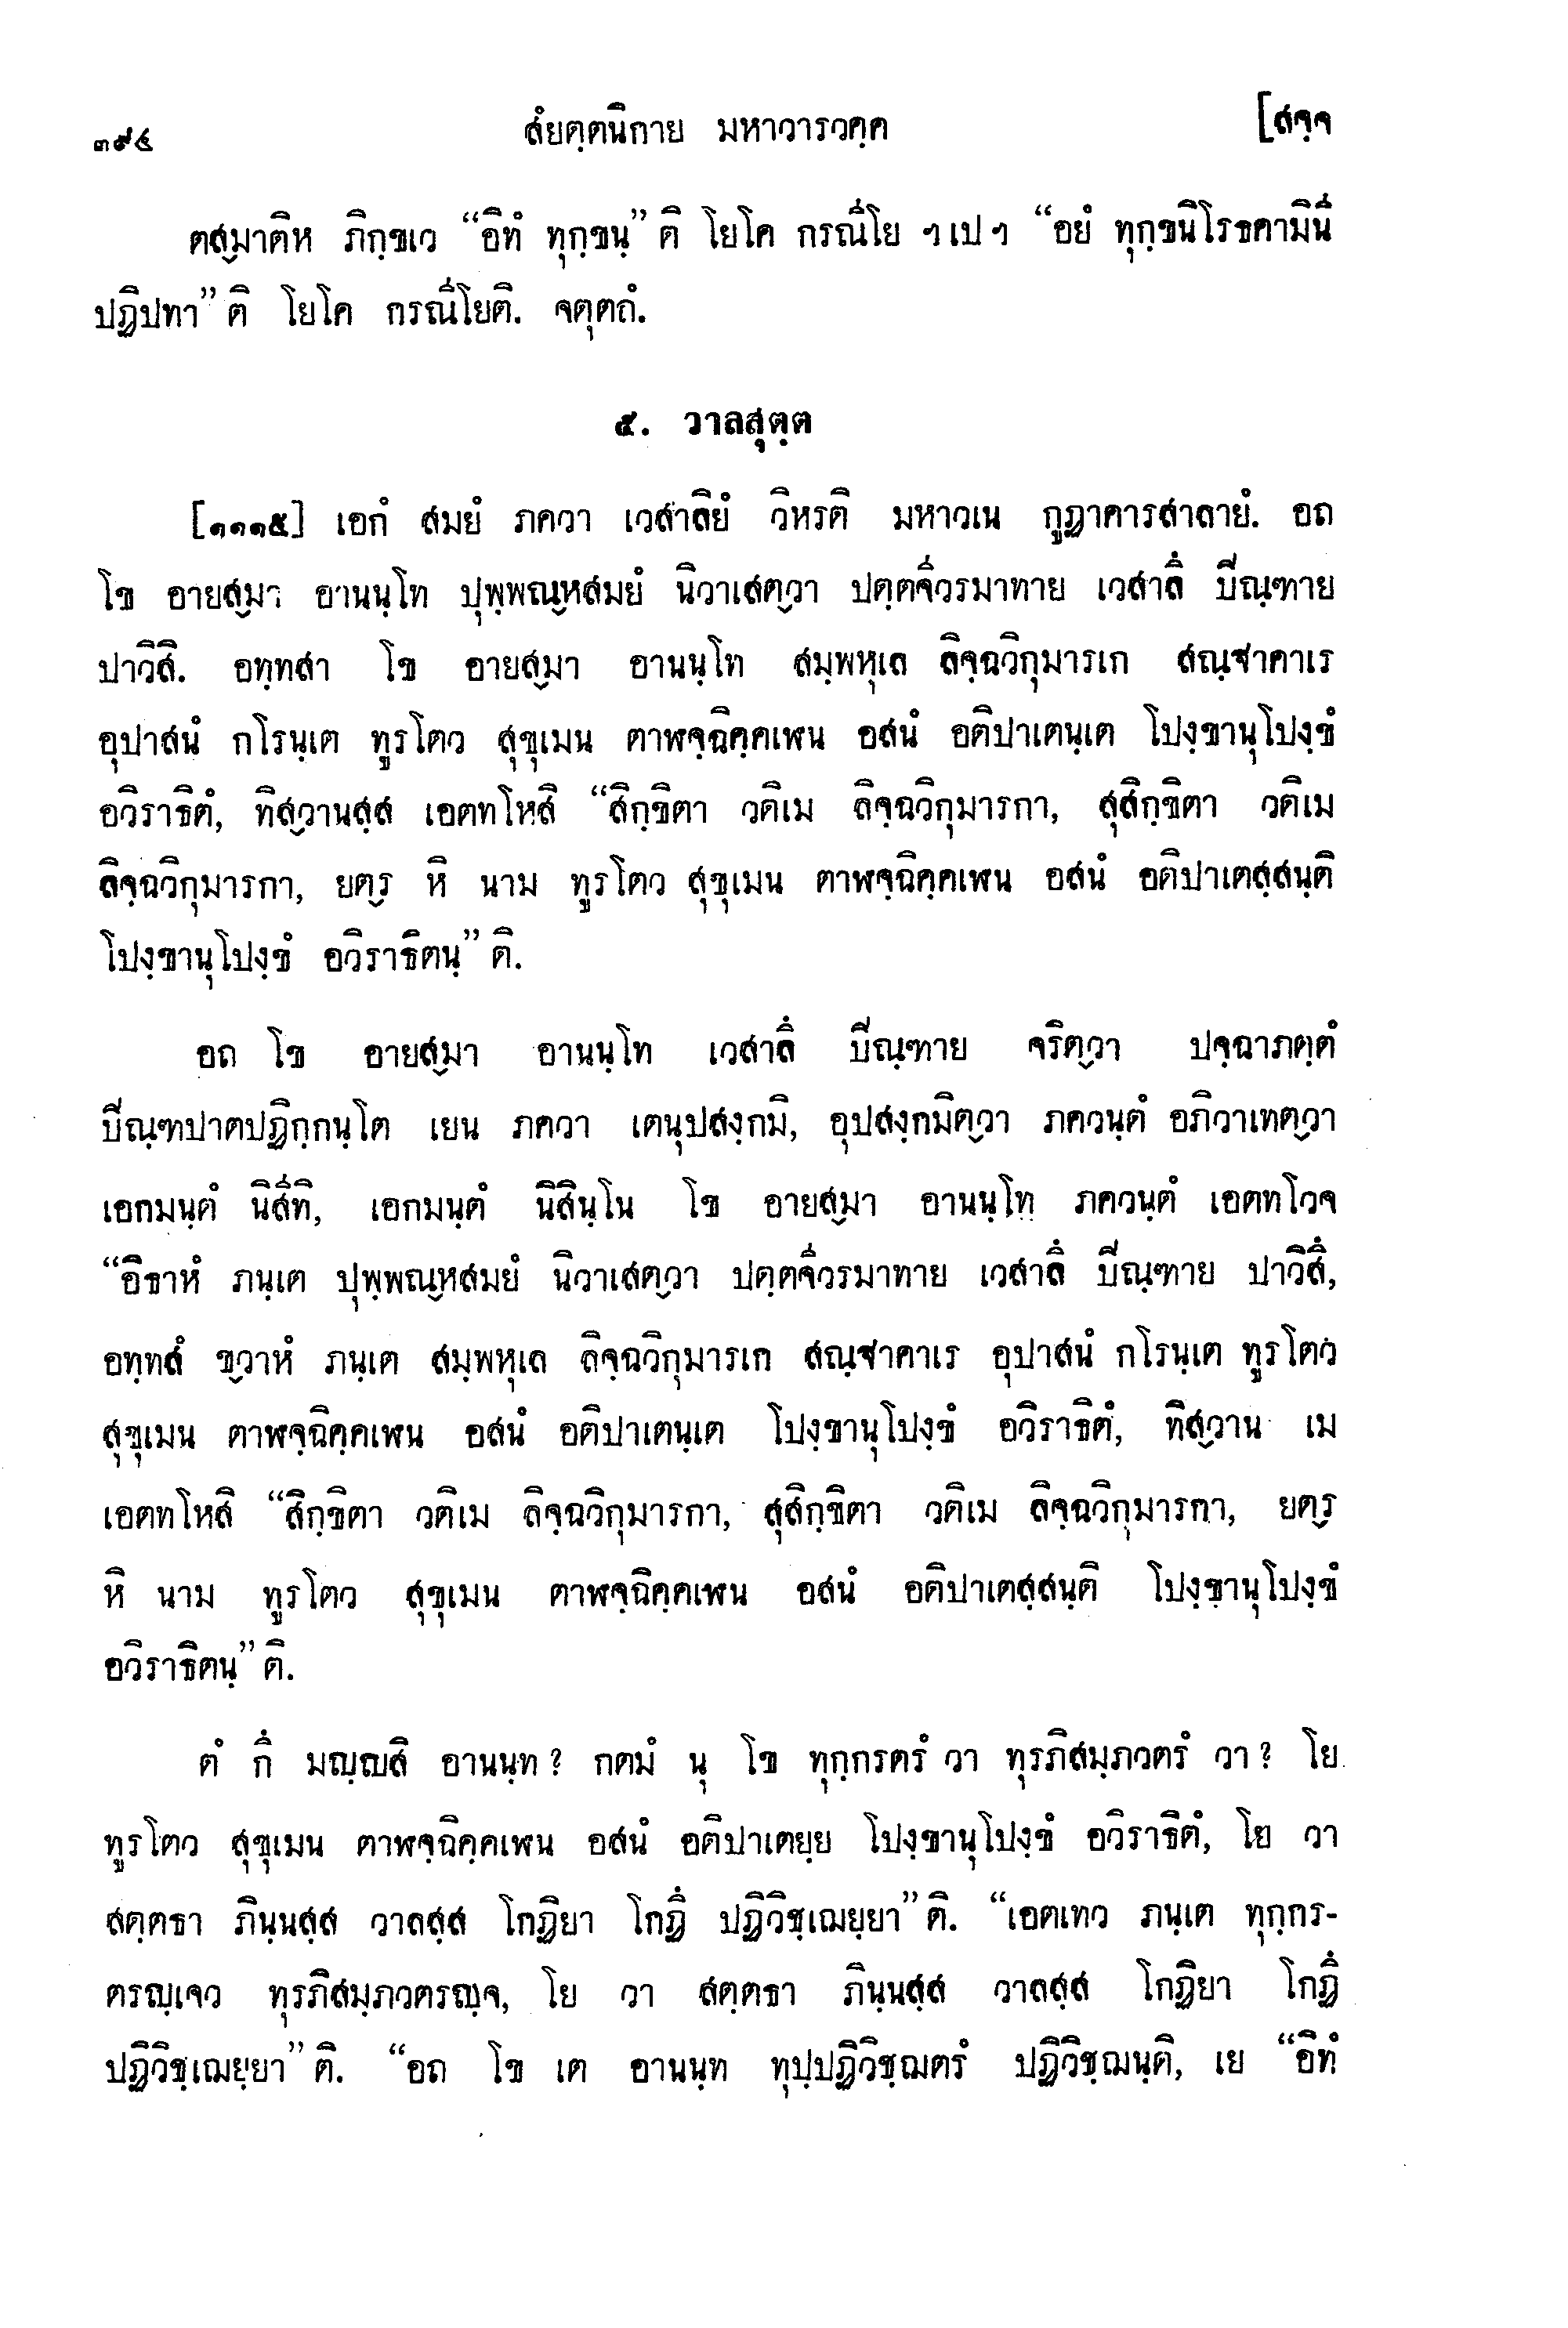 ๓๙๔ สํยตฺตนิกาย มหาวารวคฺค [สจฺจ
ตส๎มาติห ภิกฺขเว “อิทํ ทุกฺขนฺ” ติ โยโค กรณีโย ฯ เป ฯ “อยํ ทุกฺขนิโรธคามินี
ปฏิปทา” ติ โยโค กรณีโยติ. จตุตถํ.
๕. วาลสุตฺต
[๑๑๑๕] เอกํ สมยํ ภควา เวสาลิยํ วิหรติ มหาวเน กูฏาคารสาลายํ. อถ
โข อายส๎มา อานนฺโท ปุพฺพณ๎หสมยํ นิวาเสต๎วา ปตฺตจีวรมาทาย เวสาลึ ปีณฺฑาย
ปาวิสิ. อทฺทสา โข อายส๎มา อานนฺโท สมฺพหุเล ลิจฺฉวิกุมารเก สณฺฐาคาเร
อุปาสนํ กโรนฺเต ทูรโตว สุขุเมน ตาฬจฺฉิคฺคเฬน อสนํ อติปาเตนฺเต โปงฺขานุโปงฺขํ
อวิราธิตํ, ทิส๎วานสฺส เอตทโหสิ “สิกฺขิตา วติเม ลิจฺฉวิกุมารกา, สุสิกฺขิตา วติเม
ลิจฺฉวิกุมารกา, ยต๎ร หิ นาม ทูรโตว สุขุเมน ตาฬจฺฉิคฺคเฬน อสนํ อติปาเตสฺสนฺติ
โปงฺขานุโปงฺขํ อวิราธิตนฺ” ติ.
อถ โข อายส๎มา อานนฺโท เวสาลึ ปีณฺฑาย จริต๎วา ปจฺฉาภตฺตํ
ปีณฺฑปาตปฏิกฺกนฺโต เยน ภควา เตนุปสงฺกมิ, อุปสงฺกมิต๎วา ภควนฺตํ อภิวาเทต๎วา
เอกมนฺตํ นิสีทิ, เอกมนฺตํ นิสินฺโน โข อายส๎มา อานนฺโท ภควนฺตํ เอตทโวจ
“อิธาหํ ภนฺเต ปุพฺพณ๎หสมยํ นิวาเสต๎วา ปตฺตจีวรมาทาย เวสาลึ ปีณฺฑาย ปาวิสึ,
อทฺทสํ ข๎วาหํ ภนฺเต สมฺพหุเล ลิจฺฉวิกุมารเก สณฺฐาคาเร อุปาสนํ กโรนฺเต ทูรโตว
สุขุเมน ตาฬจฺฉิคฺคเฬน อสนํ อติปาเตนฺเต โปงฺขานุโปงฺขํ อวิราธิตํ, ทิส๎วาน เม
เอตทโหสิ “สิกฺขิตา วติเม ลิจฺฉวิกุมารกา, สุสิกฺขิตา วติเม ลิจฺฉวิกุมารกา, ยต๎ร
หิ นาม ทูรโตว สุขุเมน ตาฬจฺฉิคฺคเฬน อสนํ อติปาเตสฺสนฺติ โปงฺขานุโปงฺขํ
อวิราธิตนฺ” ติ.
ตํ กึ มญฺญสิ อานนฺท? กตมํ นุ โข ทุกฺกรตรํ วา ทุรภิสมฺภวตรํ วา? โย
ทูรโตว สุขุเมน ตาฬจฺฉิคฺคเฬน อสนํ อติปาเตยฺย โปงฺขานุโปงฺขํ อวิราธิตํ, โย วา
สตฺตธา ภินฺนสฺส วาลสฺส โกฏิยา โกฏึ ปฏิวิชฺเฌยฺยา” ติ. “เอตเทว ภนฺเต ทุกฺกร-
ตรญฺเจว ทุรภิสมฺภวตรญฺจ, โย วา สตฺตธา ภินฺนสฺส วาลสฺส โกฏิยา โกฏึ
ปฏิวิชฺเฌยฺยา” ติ. “อถ โข เต อานนฺท ทุปฺปฏิวิชฺฌตรํ ปฏิวิชฺฌนฺติ, เย “อิทํ